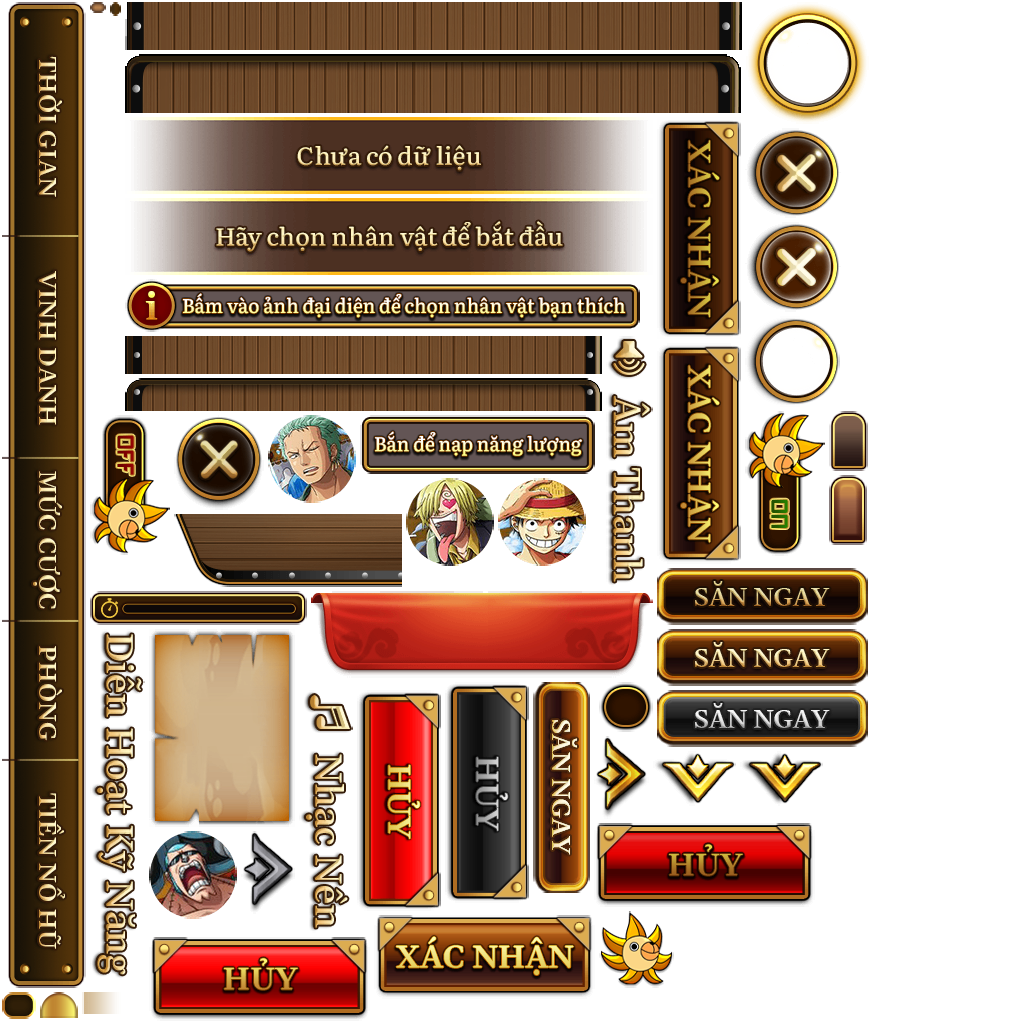 THỜI GIAN
VINH DANH
MỨC CƯỢC
PHÒNG
TIỀN NỔ HŨ
Chưa có dữ liệu
Hãy chọn nhân vật để bắt đầu
i
Bấm vào ảnh đại diện để chọn nhân vật bạn thích
XÁC NHẬN
XÁC NHẬN
Âm Thanh
OFF
Bắn để nạp năng lượng
ON
SĂN NGAY
SĂN NGAY
SĂN NGAY
Diễn Hoạt Kỹ Năng
Nhạc Nền
HỦY
HỦY
SĂN NGAY
HỦY
HỦY
XÁC NHẬN